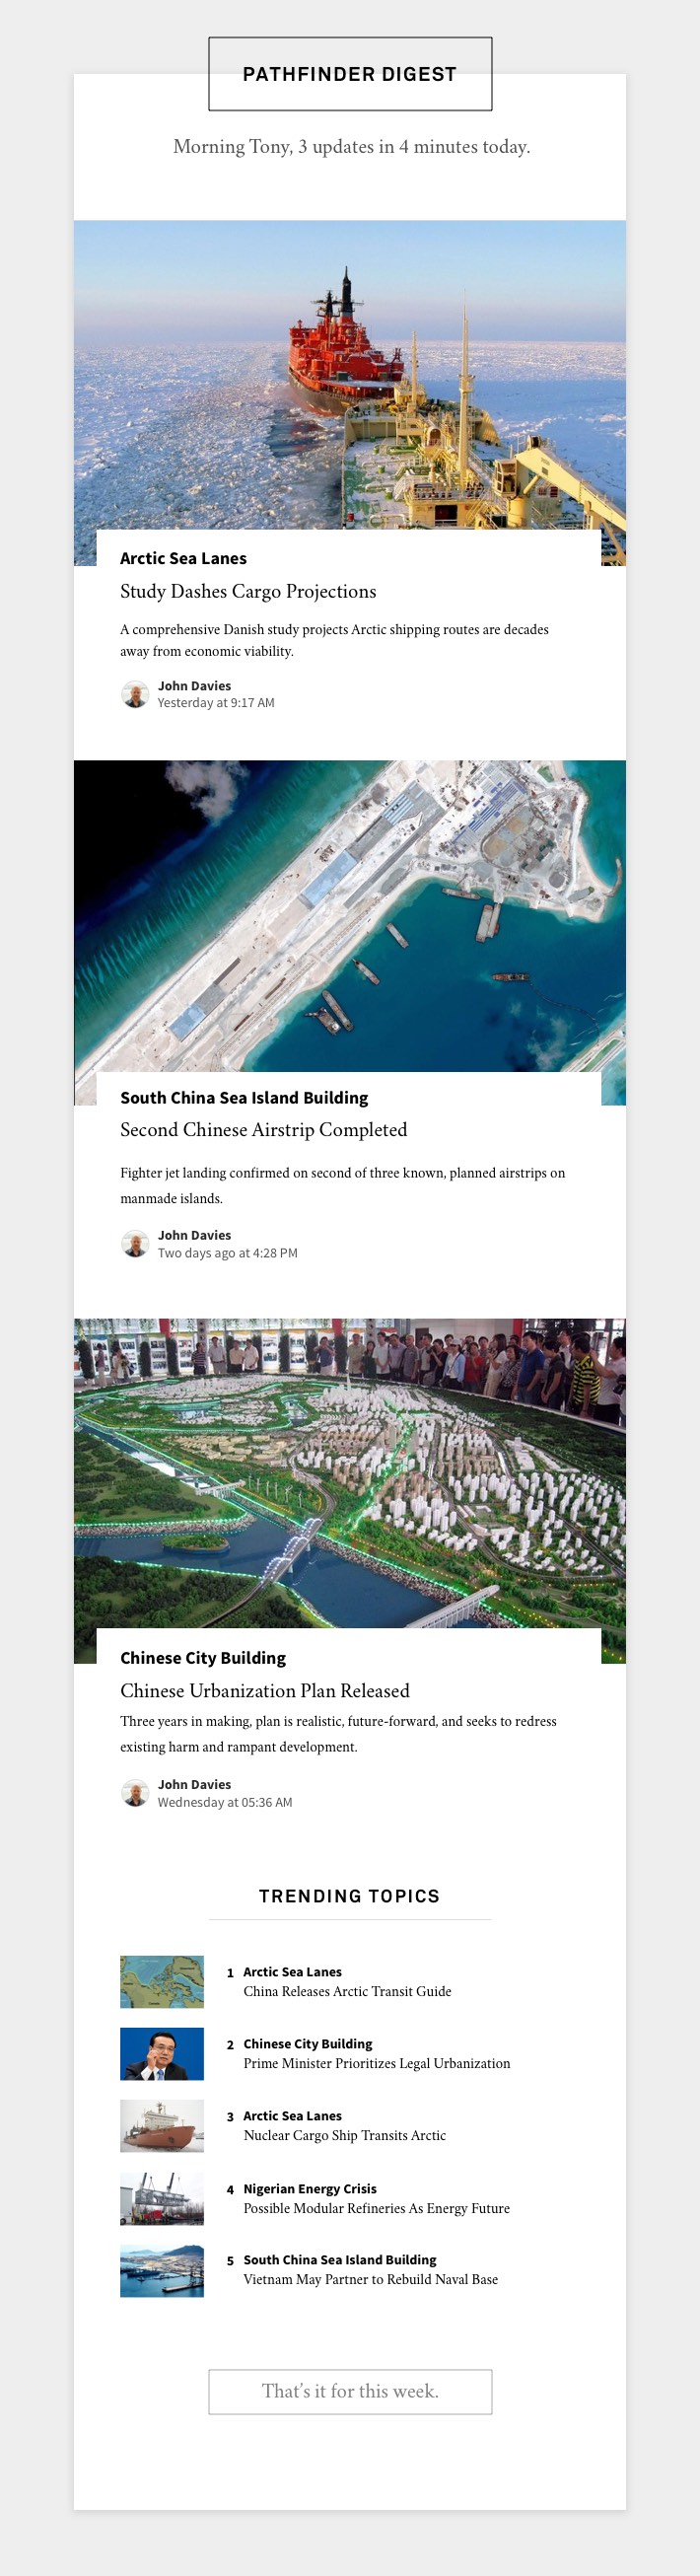 PATHFINDER DIGEST
Morning Tony, 3 updates in 4 minutes today.
Arctic Sea Lanes
Study Dashes Cargo Projections
A comprehensive Danish study projects Arctic shipping routes are decades
away from economic viability.
John Davies
Yesterday at 9:17 AM
South China Sea Island Building
Second Chinese Airstrip Completed
Fighter jet landing confirmed on second of three known, planned airstrips on
manmade islands.
John Davies
Two days ago at 4:28 PM
Chinese City Building
Chinese Urbanization Plan Released
Three years in making, plan is realistic, future-forward, and seeks to redress
existing harm and rampant development.
John Davies
Wednesday at 05:36 AM
TRENDING TOPICS
1 Arctic Sea Lanes
China Releases Arctic Transit Guide
2 Chinese City Building
Prime Minister Prioritizes Legal Urbanization
3 Arctic Sea Lanes
Nuclear Cargo Ship Transits Arctic
4 Nigerian Energy Crisis
Possible Modular Refineries As Energy Future
5 South China Sea Island Building
Vietnam May Partner to Rebuild Naval Base
That's it for this week.